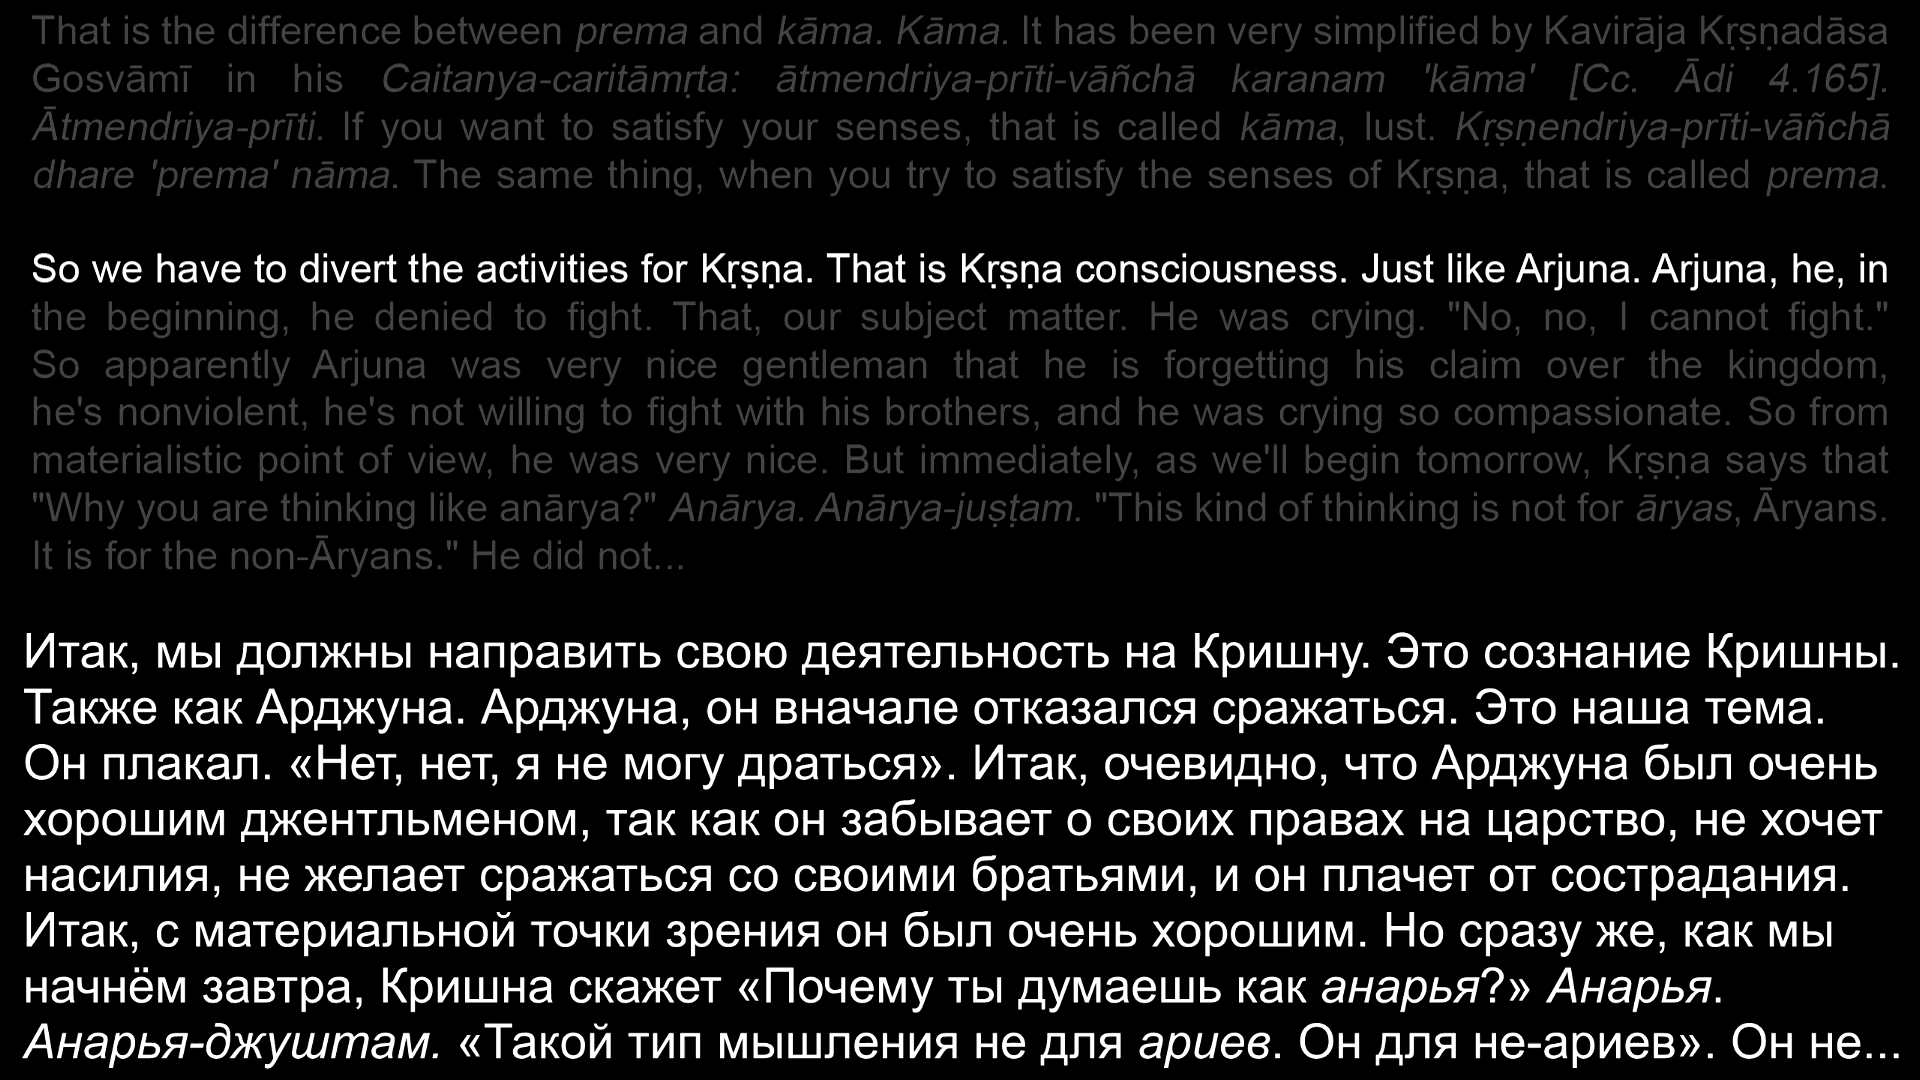 That is the difference between prema and kāma. Kāma. It has been very simplified by Kavirāja Kṛṣṇadāsa
Gosvāmī in his Caitanya-caritāmṛta: ātmendriya-prīti-vāñchā karanam 'kāma' [Cc. Ādi 4.165].
Ātmendriya-prīti. If you want to satisfy your senses, that is called kāma, lust. Kṛṣṇendriya-prīti-vāñchā
dhare 'prema' nāma. The same thing, when you try to satisfy the senses of Kṛṣṇa, that is called prema.
So we have to divert the activities for Kṛṣṇa. That is Kṛṣṇa consciousness. Just like Arjuna. Arjuna, he, in
the beginning, he denied to fight. That, our subject matter. He was crying. "No, no, I cannot fight."
So apparently Arjuna was very nice gentleman that he is forgetting his claim over the kingdom,
he's nonviolent, he's not willing to fight with his brothers, and he was crying so compassionate. So from
materialistic point of view, he was very nice. But immediately, as we'll begin tomorrow, Kṛṣṇa says that
"Why you are thinking like anārya?" Anārya. Anārya-juṣṭam. "This kind of thinking is not for āryas, Āryans.
It is for the non-Āryans." He did not...
Итак, мы должны направить свою деятельность на Кришну. Это сознание Кришны.
Также как Арджуна. Арджуна, он вначале отказался сражаться. Это наша тема.
Он плакал. «Нет, нет, я не могу драться». Итак, очевидно, что Арджуна был очень
хорошим джентльменом, так как он забывает о своих правах на царство, не хочет
насилия, не желает сражаться со своими братьями, и он плачет от сострадания.
Итак, с материальной точки зрения он был очень хорошим. Но сразу же, как мы
начнём завтра, Кришна скажет «Почему ты думаешь как анарья?» Анарья.
Анарья-джуштам. «Такой тип мышления не для ариев. Он для не-ариев». Он не...